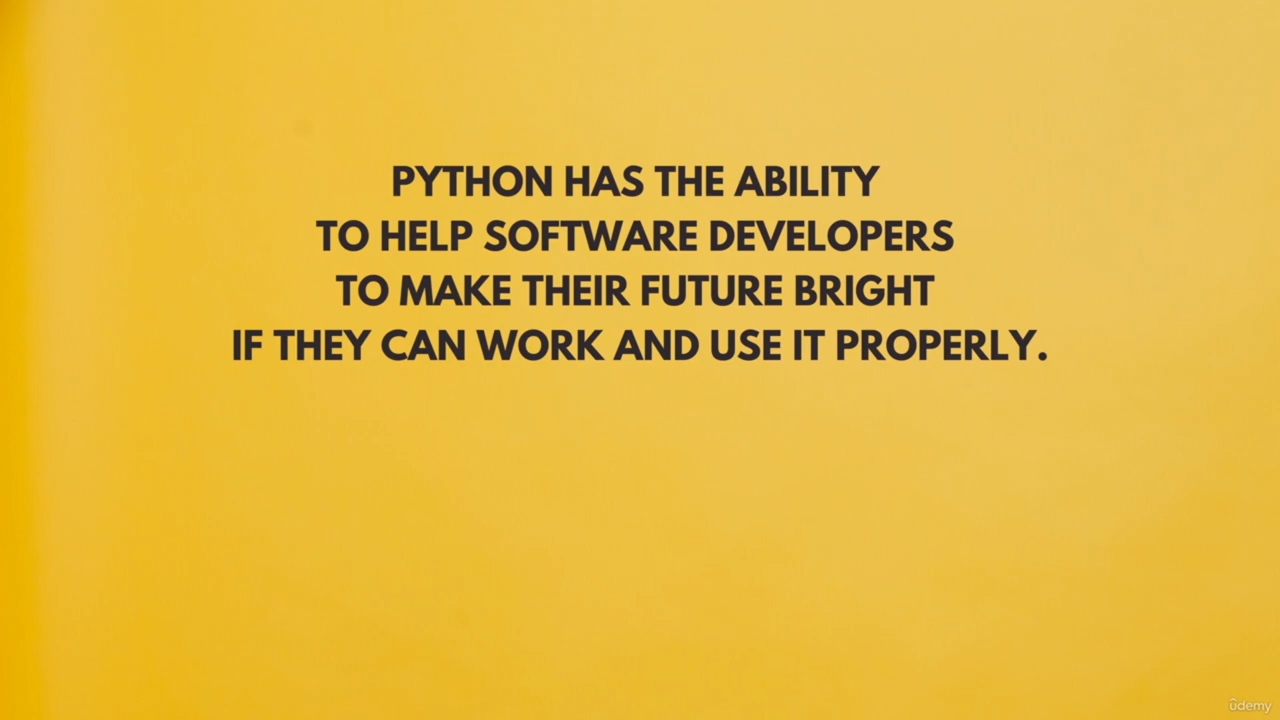 PYTHON HAS THE ABILITY
TO HELP SOFTWARE DEVELOPERS
TO MAKE THEIR FUTURE BRIGHT
IF THEY CAN WORK AND USE IT PROPERLY.
ûdemy